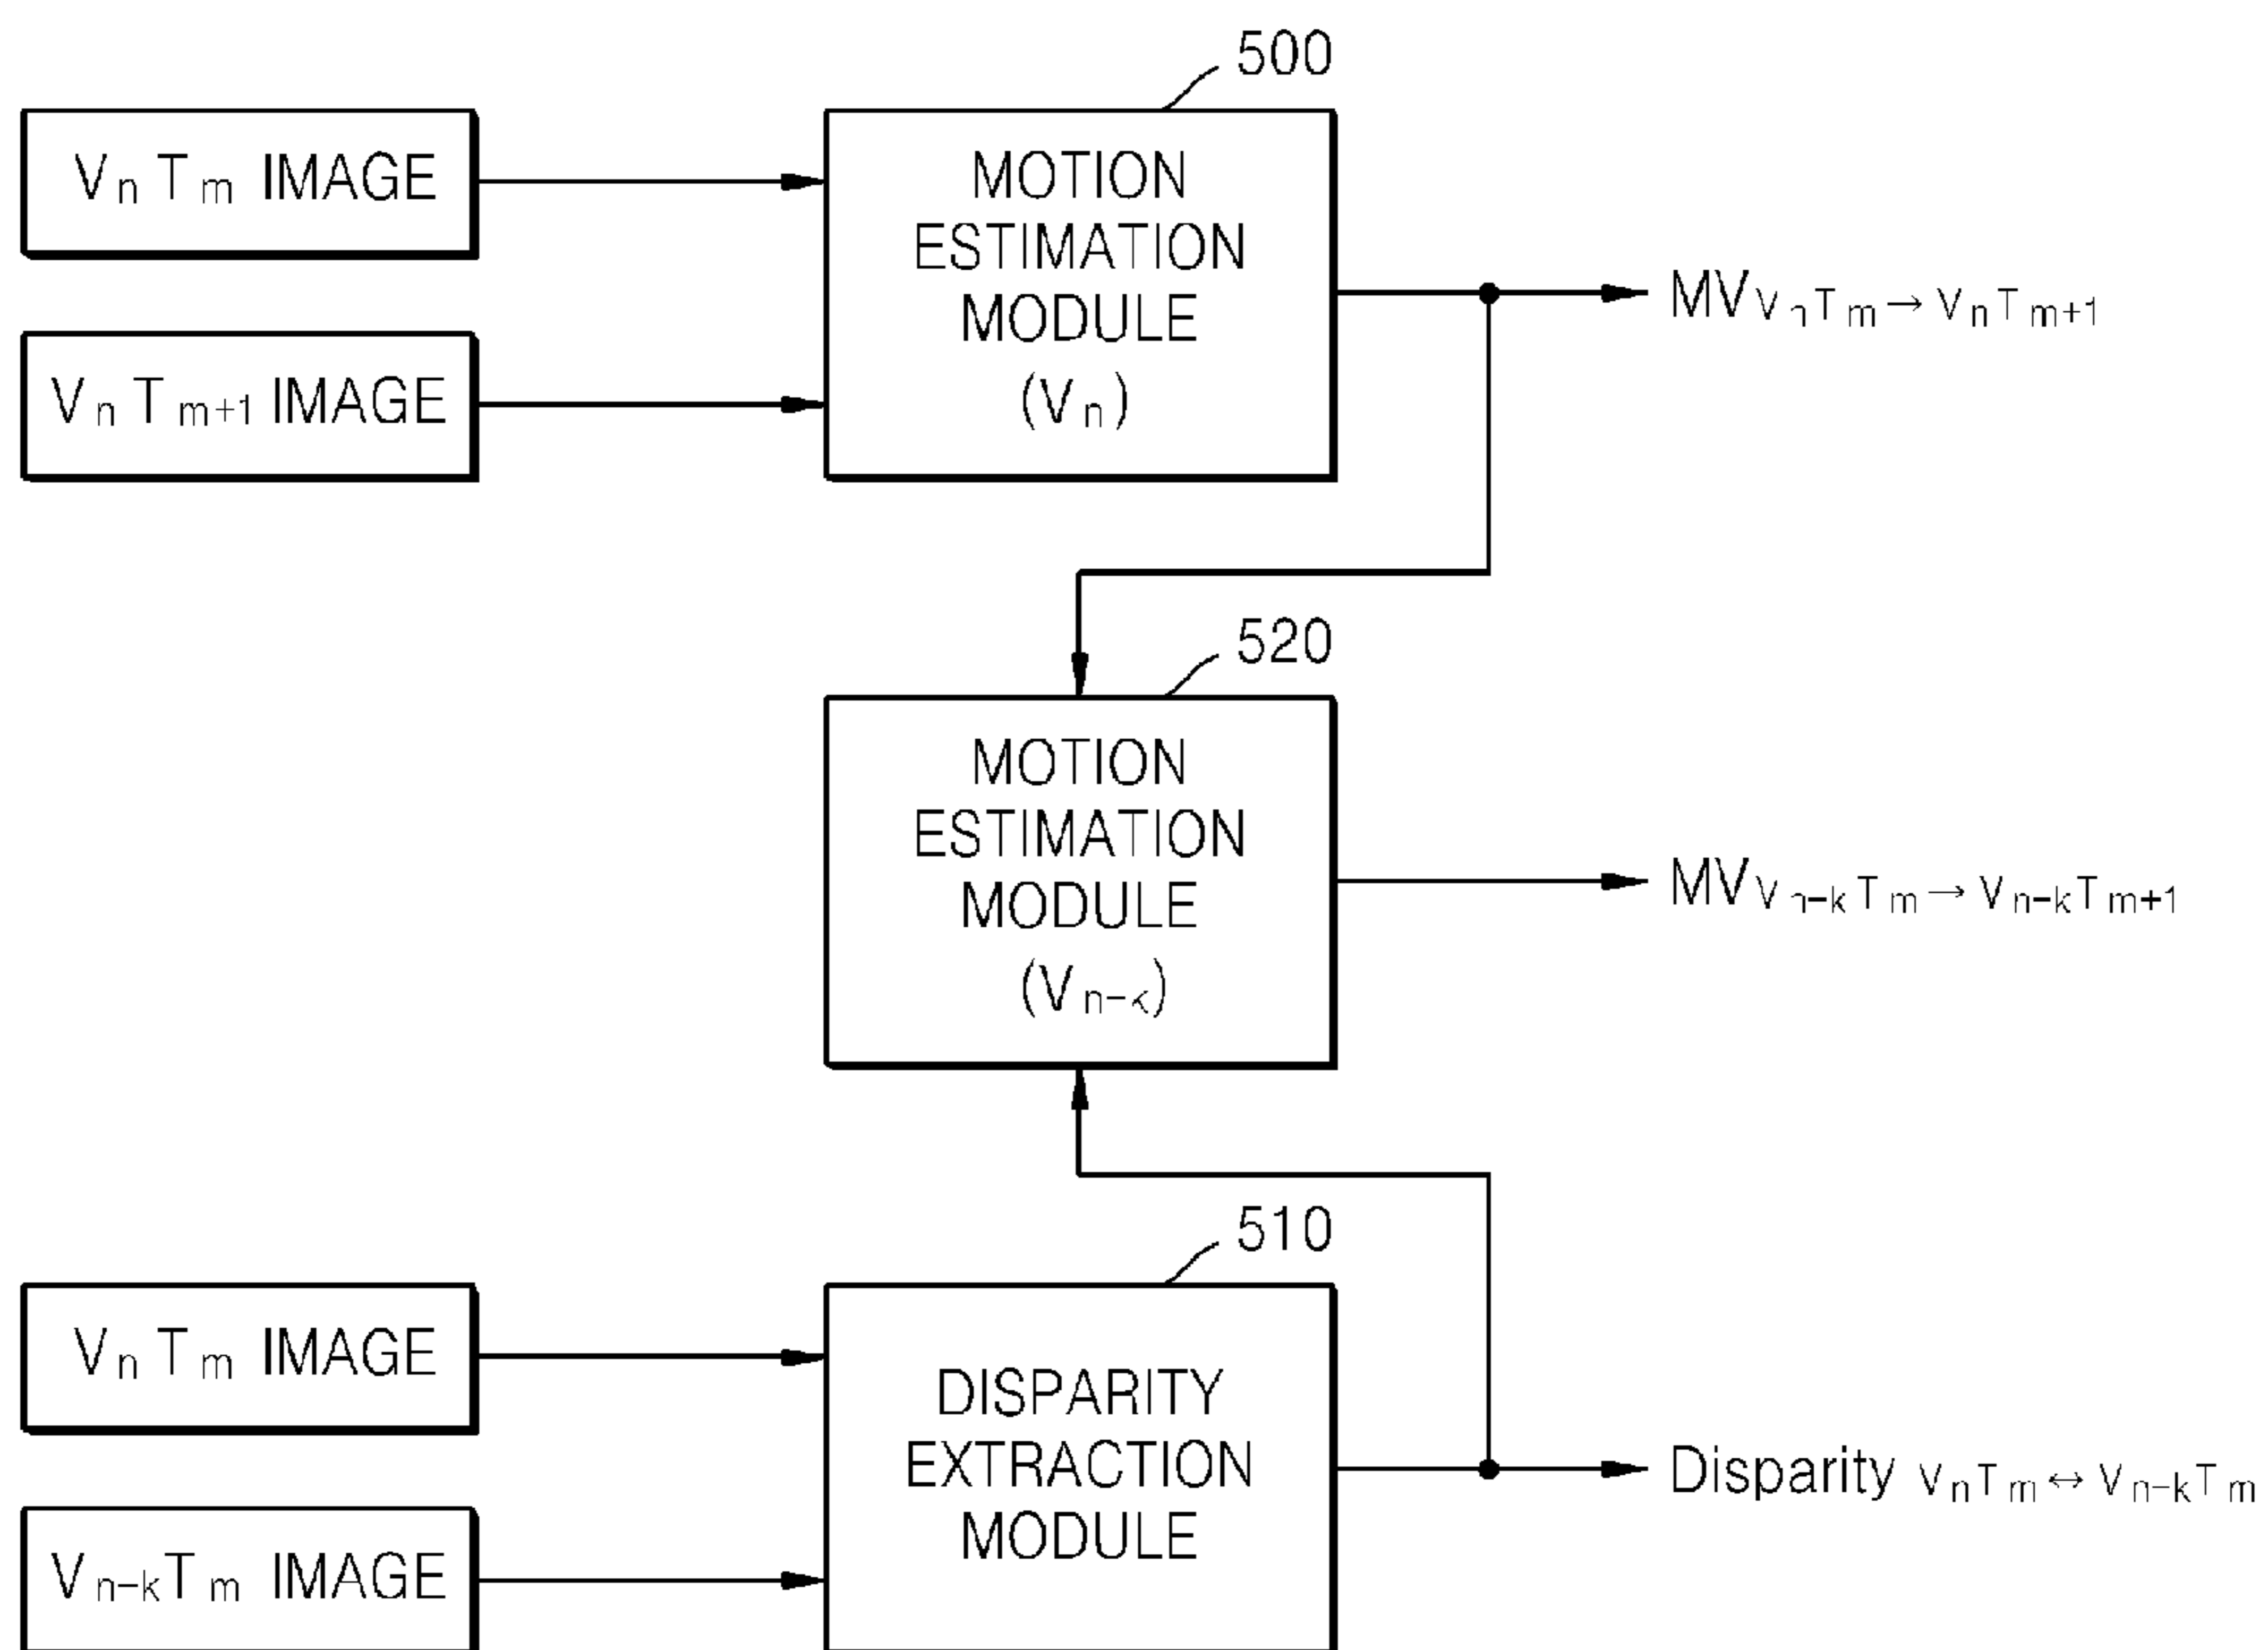 500
Vn Tm IMAGE
Vn Tm+1 IMAGE
MOTION
ESTIMATION
MODULE
(Vn)
MVVnTm→VnTm+1
520
MOTION
ESTIMATION
MODULE
(Vn-k)
MVVn-kTm→Vn-kTm+1
510
Vn Tm IMAGE
Vn-kTm IMAGE
DISPARITY
EXTRACTION
MODULE
Disparity VnTm↔Vn-kTm